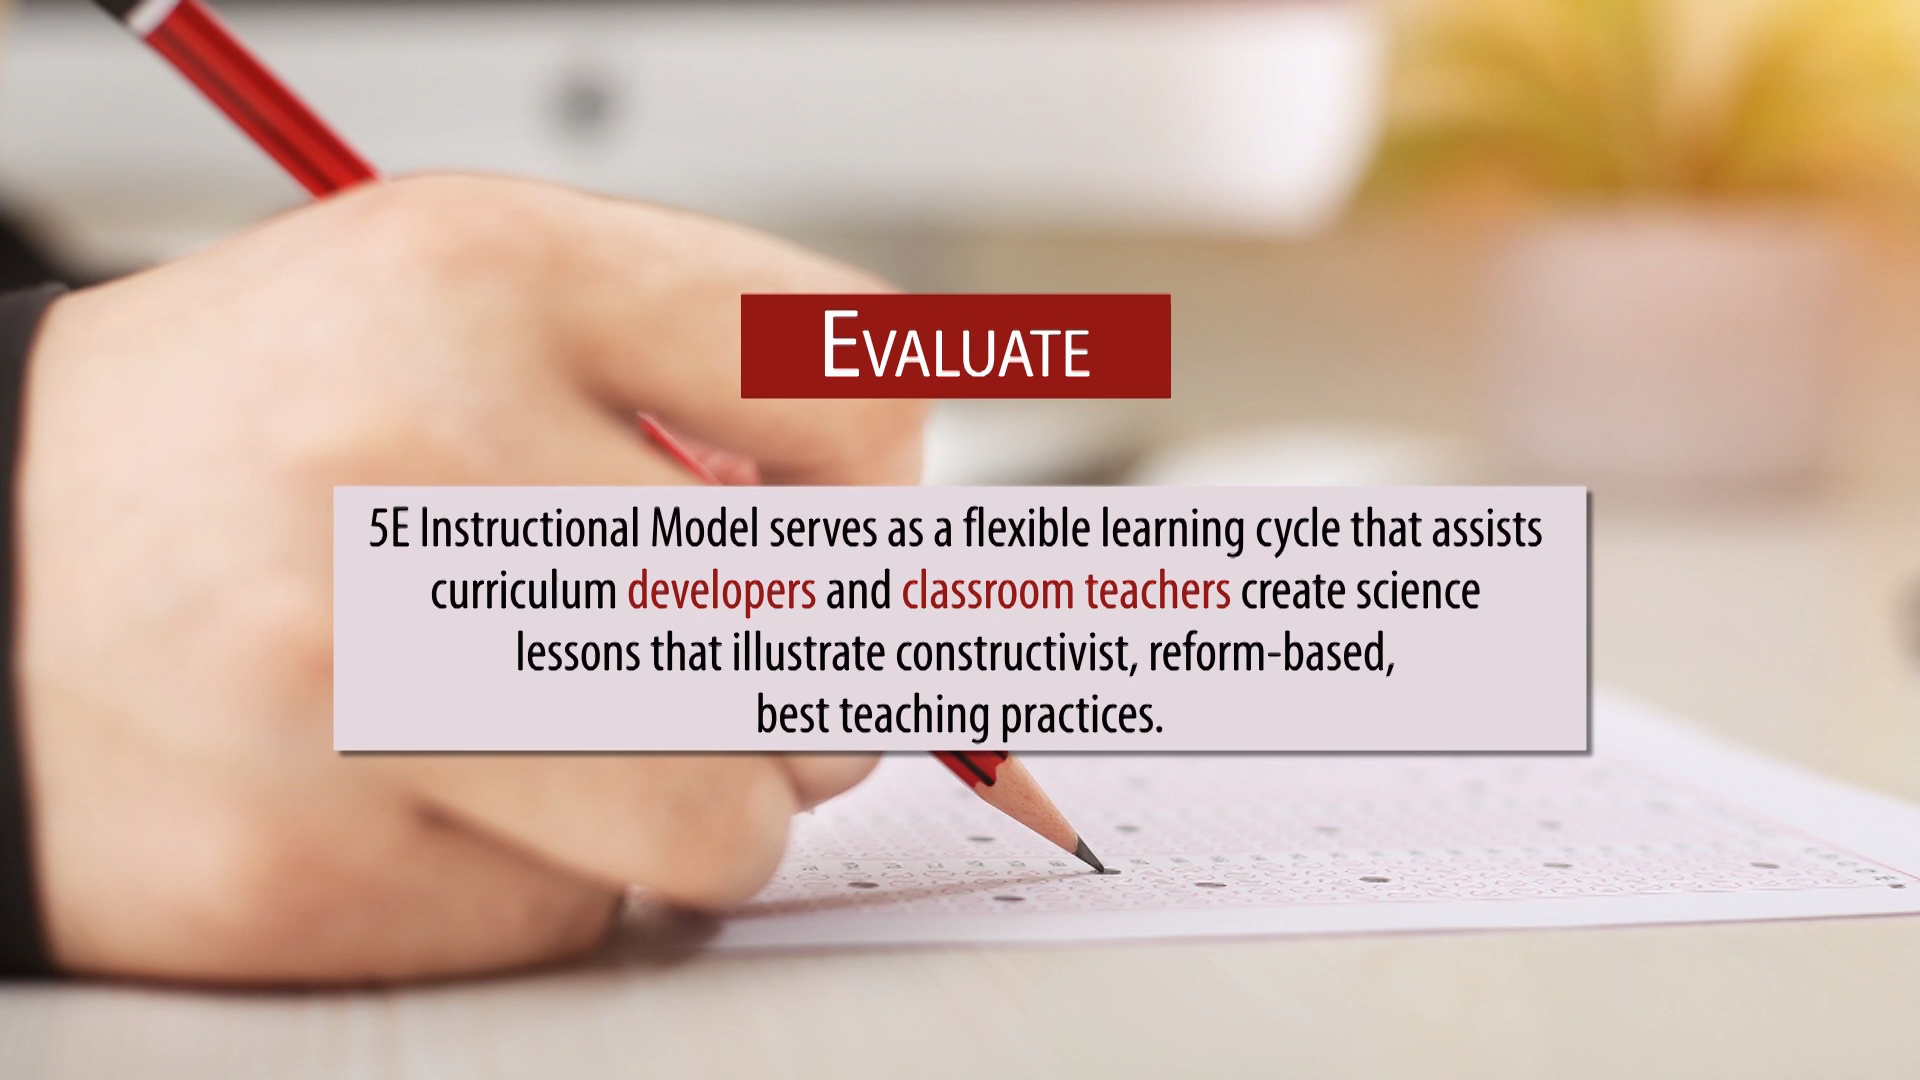 EVALUATE
5E Instructional Model serves as a flexible learning cycle that assists
curriculum developers and classroom teachers create science
lessons that illustrate constructivist, reform-based,
best teaching practices.